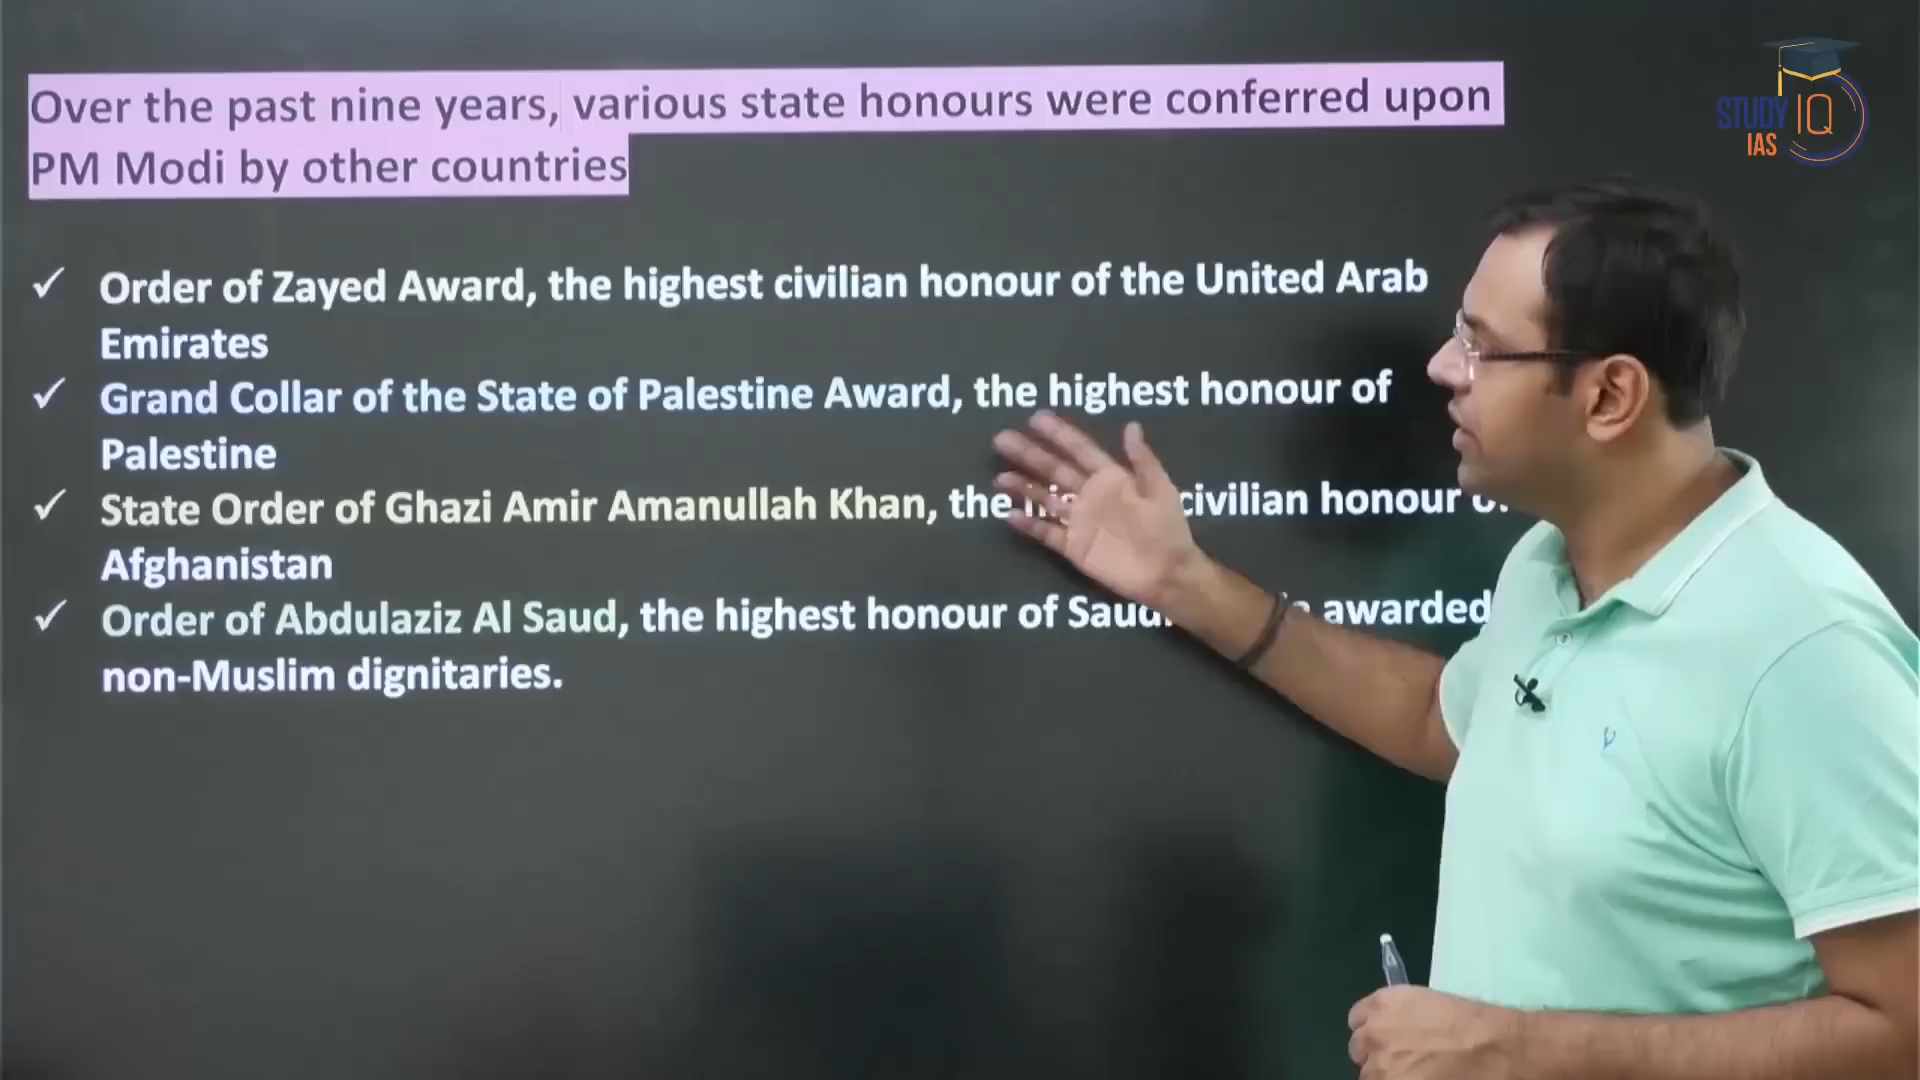 Over the past nine years, various state honours were conferred upon
PM Modi by other countries
STUDY IQ
IAS
✓ Order of Zayed Award, the highest civilian honour of the United Arab
Emirates
✓ Grand Collar of the State of Palestine Award, the highest honour of
Palestine
✓ State Order of Ghazi Amir Amanullah Khan, the civilian honour
Afghanistan
✓ Order of Abdulaziz Al Saud, the highest honour of awarded
non-Muslim dignitaries.